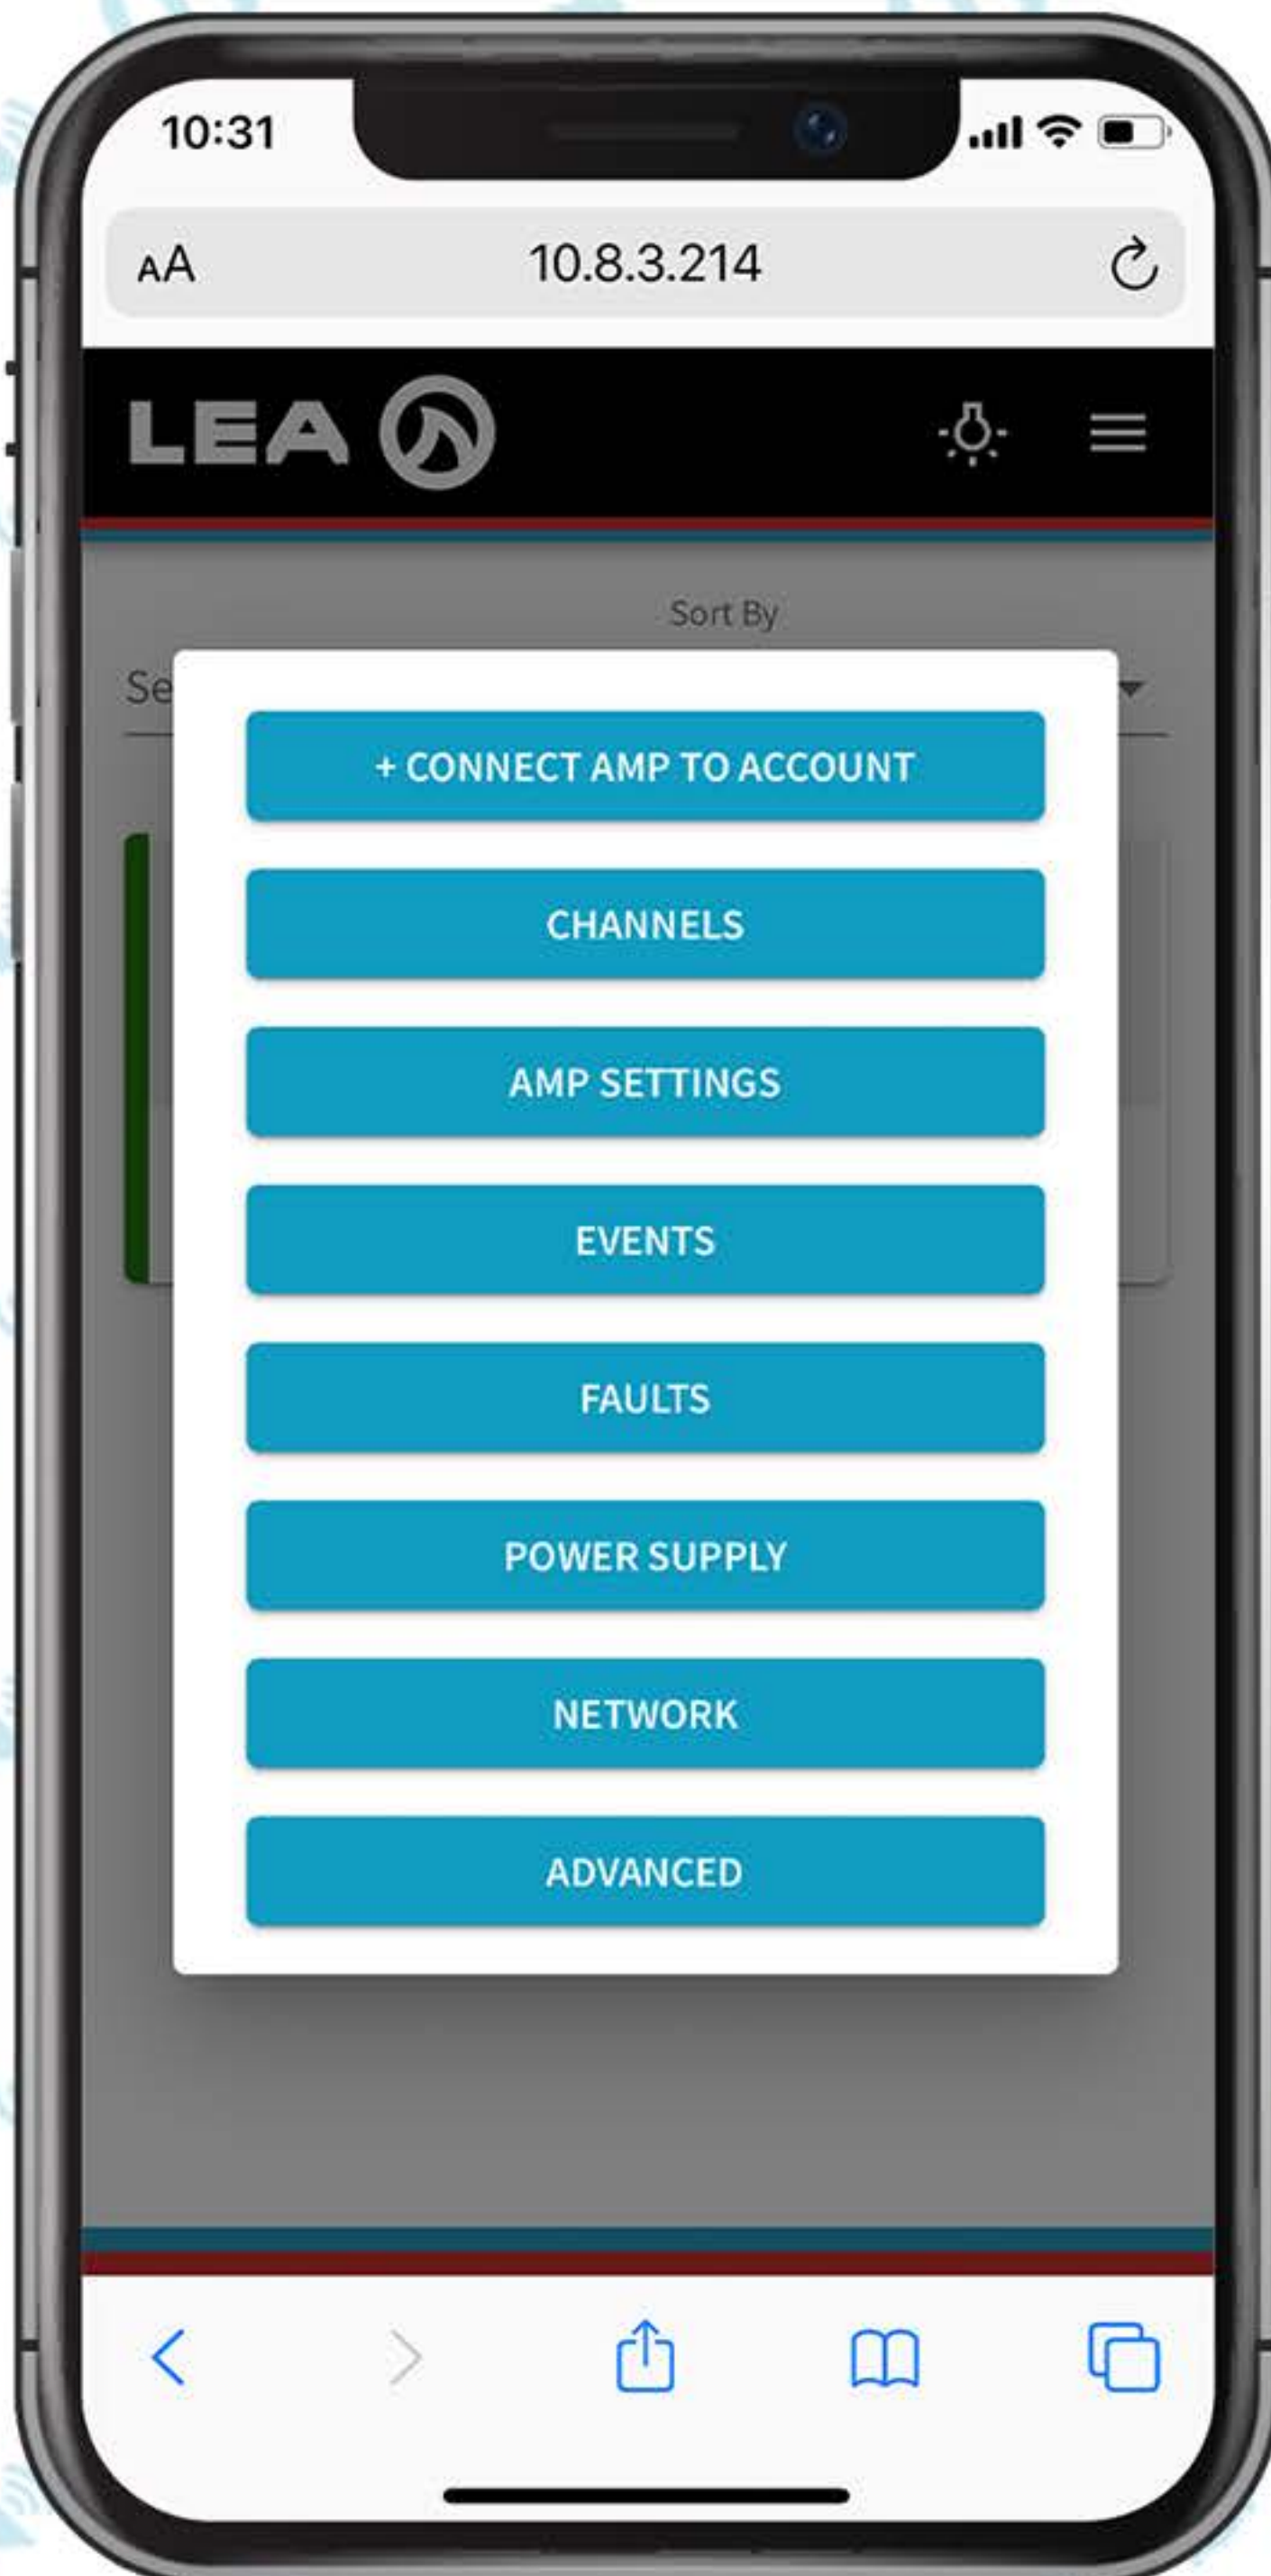 10:31
AA
10.8.3.214
LEA
Sort By
Se
+ CONNECT AMP TO ACCOUNT
CHANNELS
AMP SETTINGS
EVENTS
FAULTS
POWER SUPPLY
NETWORK
ADVANCED